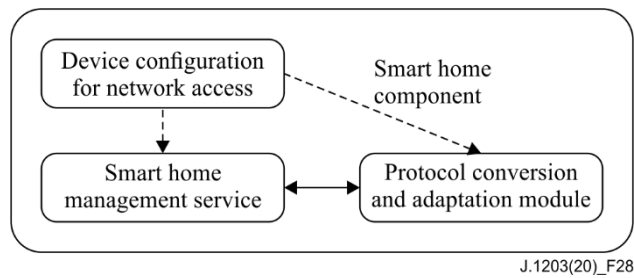 Device configuration
for network access
Smart home
component
Smart home
management service
Protocol conversion
and adaptation module
J.1203(20)_F28